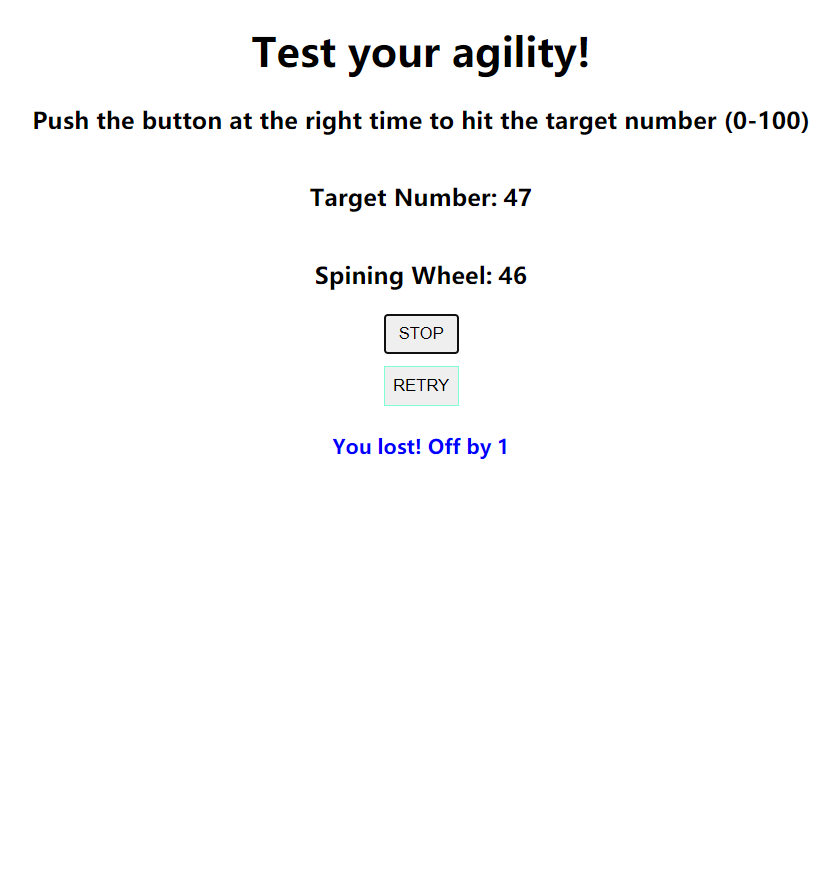 Test your agility!
Push the button at the right time to hit the target number (0-100)
Target Number: 47
Spining Wheel: 46
STOP
RETRY
You lost! Off by 1